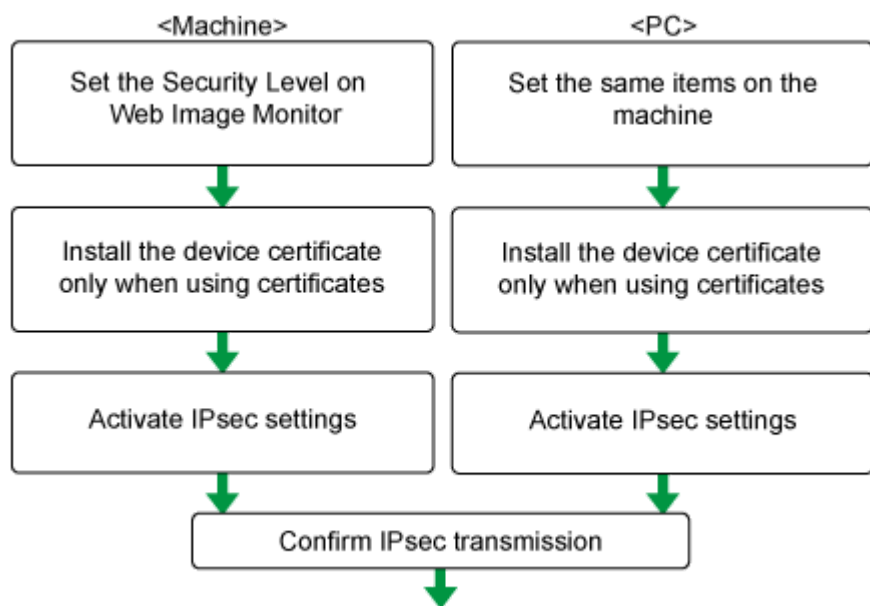 <Machine>
Set the Security Level on
Web Image Monitor
Install the device certificate
only when using certificates
Activate IPsec settings
<PC>
Set the same items on the
machine
Install the device certificate
only when using certificates
Activate IPsec settings
Confirm IPsec transmission